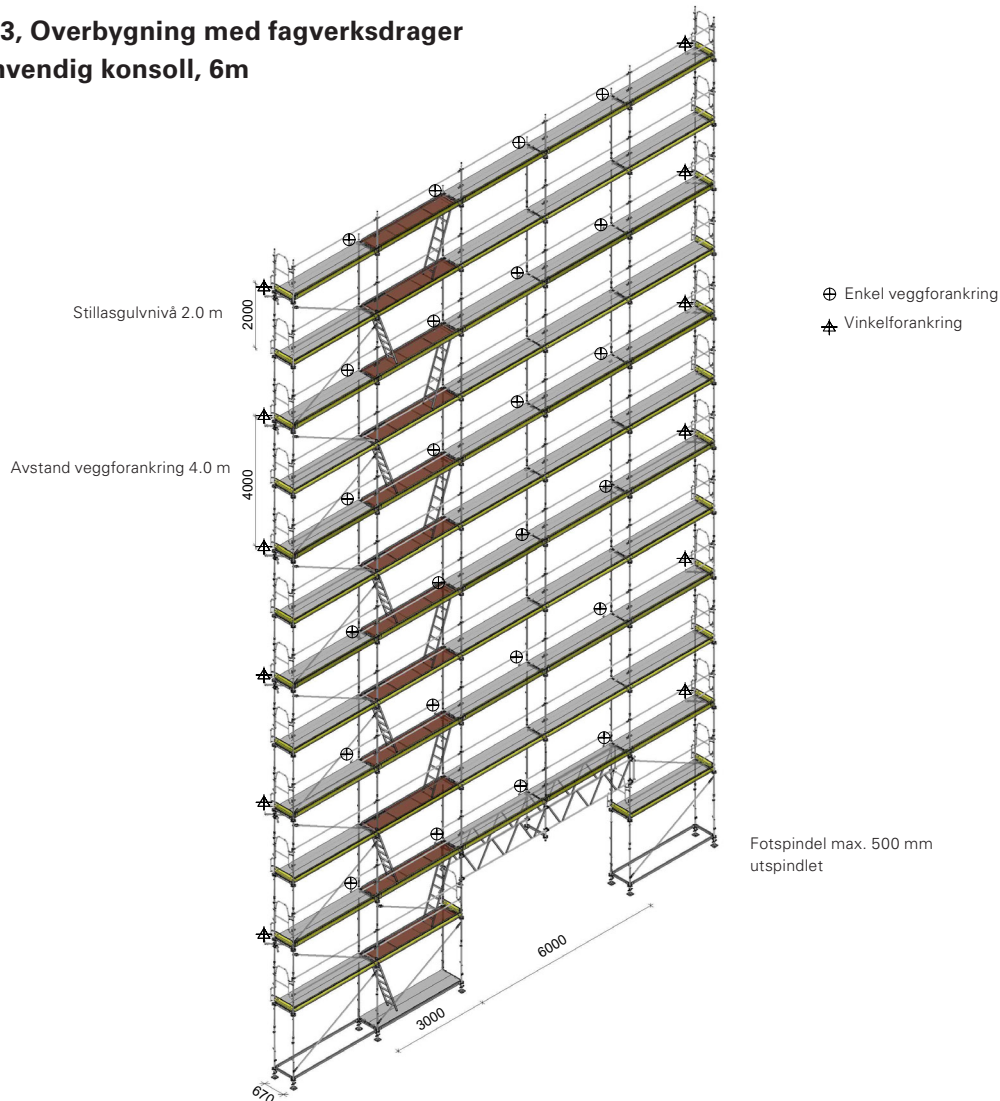 3, Overbygning med fagverksdrager
nvendig konsoll, 6m
Stillasgulvnivå 2.0 m
2000
Enkel veggforankring
Vinkelforankring
Avstand veggforankring 4.0 m
4000
Fotspindel max. 500 mm
utspindlet
6000
3000
670